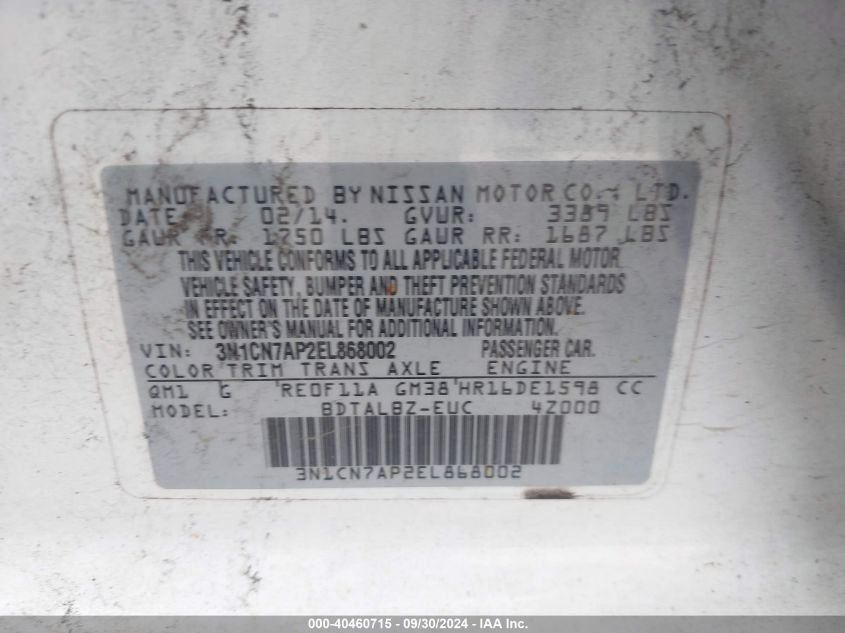 MANUFACTURED BY NISSAN MOTOR CO., LTD.
DATE 02/14. GVWR: 3389 LBS
GAWR FR: 1750 LBS GAWR RR: 1687 LBS
THIS VEHICLE CONFORMS TO ALL APPLICABLE FEDERAL MOTOR
VEHICLE SAFETY, BUMPER AND THEFT PREVENTION STANDARDS
IN EFFECT ON THE DATE OF MANUFACTURE SHOWN ABOVE.
SEE OWNER'S MANUAL FOR ADDITIONAL INFORMATION.
VIN: 3N1CN7AP2EL868002 PASSENGER CAR.
COLOR TRIM TRANS AXLE ENGINE
QM1 G RE0F11A GM38 HR16DE1598 CC
MODEL: BDTALBZ-EUC 4Z000
3N1CN7AP2EL868002
000-40460715 - 09/30/2024 - IAA Inc.